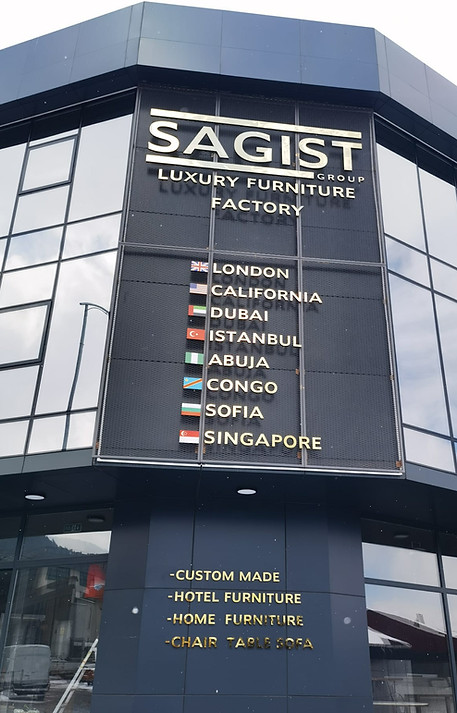 SAGIST
GROUP
LUXURY FURNITURE
FACTORY
LONDON
CALIFORNIA
DUBAI
ISTANBUL
ABUJA
CONGO
SOFIA
SINGAPORE
-CUSTOM MADE
-HOTEL FURNITURE
-HOME FURNITURE
-CHAIR TABLE SOFA